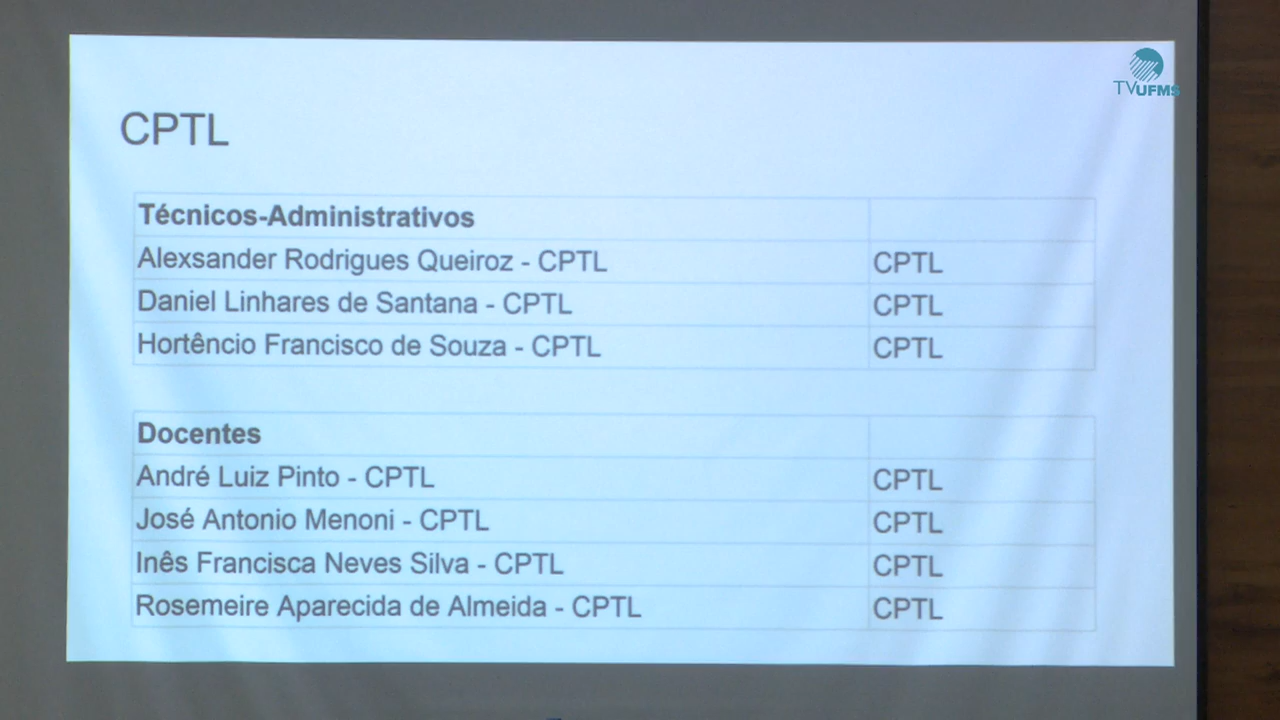 TVUFMS
CPTL
Técnicos-Administrativos
Alexsander Rodrigues Queiroz - CPTL CPTL
Daniel Linhares de Santana - CPTL CPTL
Hortêncio Francisco de Souza - CPTL CPTL
Docentes
André Luiz Pinto - CPTL CPTL
José Antonio Menoni - CPTL CPTL
Inês Francisca Neves Silva - CPTL CPTL
Rosemeire Aparecida de Almeida - CPTL CPTL